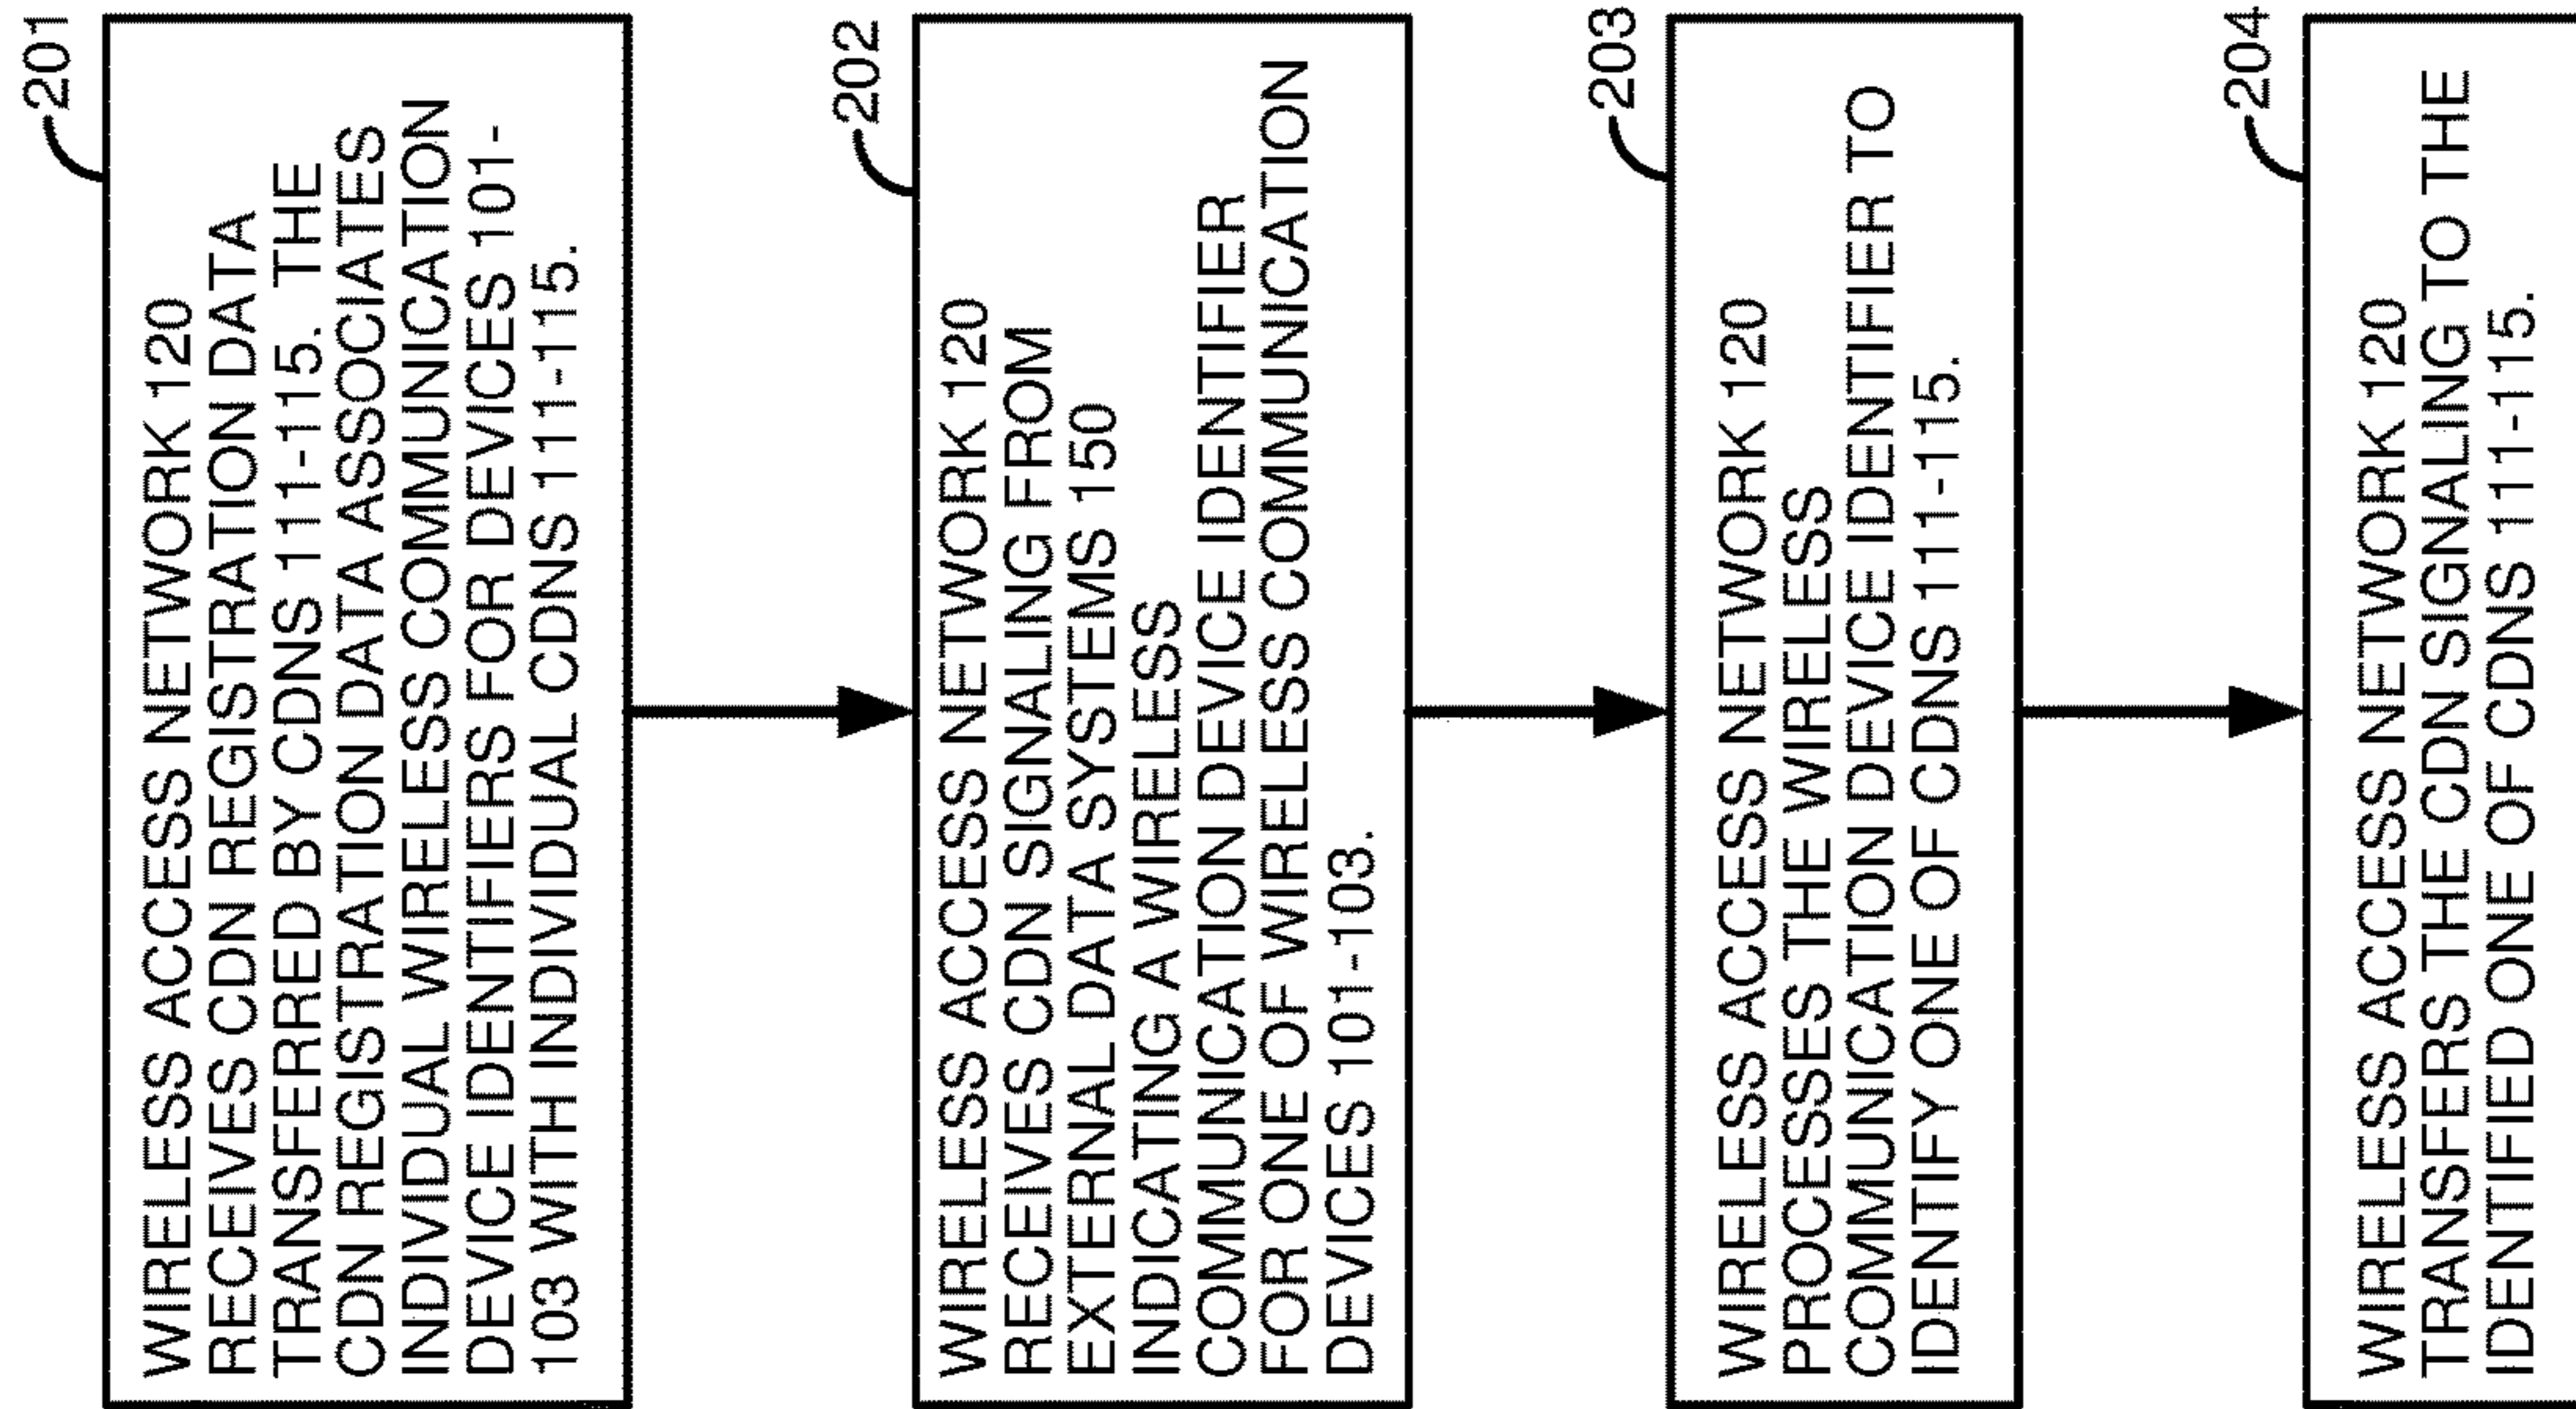 201
WIRELESS ACCESS NETWORK 120
RECEIVES CDN REGISTRATION DATA
TRANSFERRED BY CDNS 111-115. THE
CDN REGISTRATION DATA ASSOCIATES
INDIVIDUAL WIRELESS COMMUNICATION
DEVICE IDENTIFIERS FOR DEVICES 101-
103 WITH INDIVIDUAL CDNS 111-115.
202
WIRELESS ACCESS NETWORK 120
RECEIVES CDN SIGNALING FROM
EXTERNAL DATA SYSTEMS 150
INDICATING A WIRELESS
COMMUNICATION DEVICE IDENTIFIER
FOR ONE OF WIRELESS COMMUNICATION
DEVICES 101-103.
203
WIRELESS ACCESS NETWORK 120
PROCESSES THE WIRELESS
COMMUNICATION DEVICE IDENTIFIER TO
IDENTIFY ONE OF CDNS 111-115.
204
WIRELESS ACCESS NETWORK 120
TRANSFERS THE CDN SIGNALING TO THE
IDENTIFIED ONE OF CDNS 111-115.